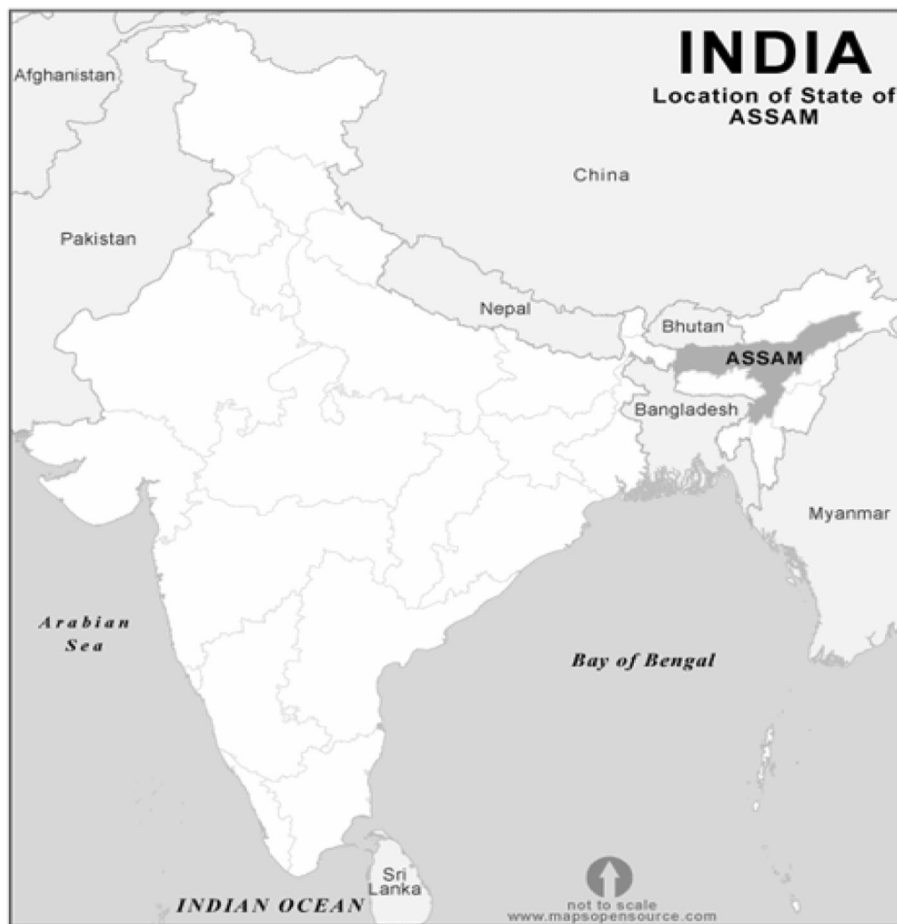 INDIA
Location of State of
ASSAM
Afghanistan
China
Pakistan
Nepal
Bhutan
ASSAM
Bangladesh
Myanmar
Arabian
Sea
Bay of Bengal
Sri
Lanka
INDIAN OCEAN
not to scale
www.mapsopensource.com